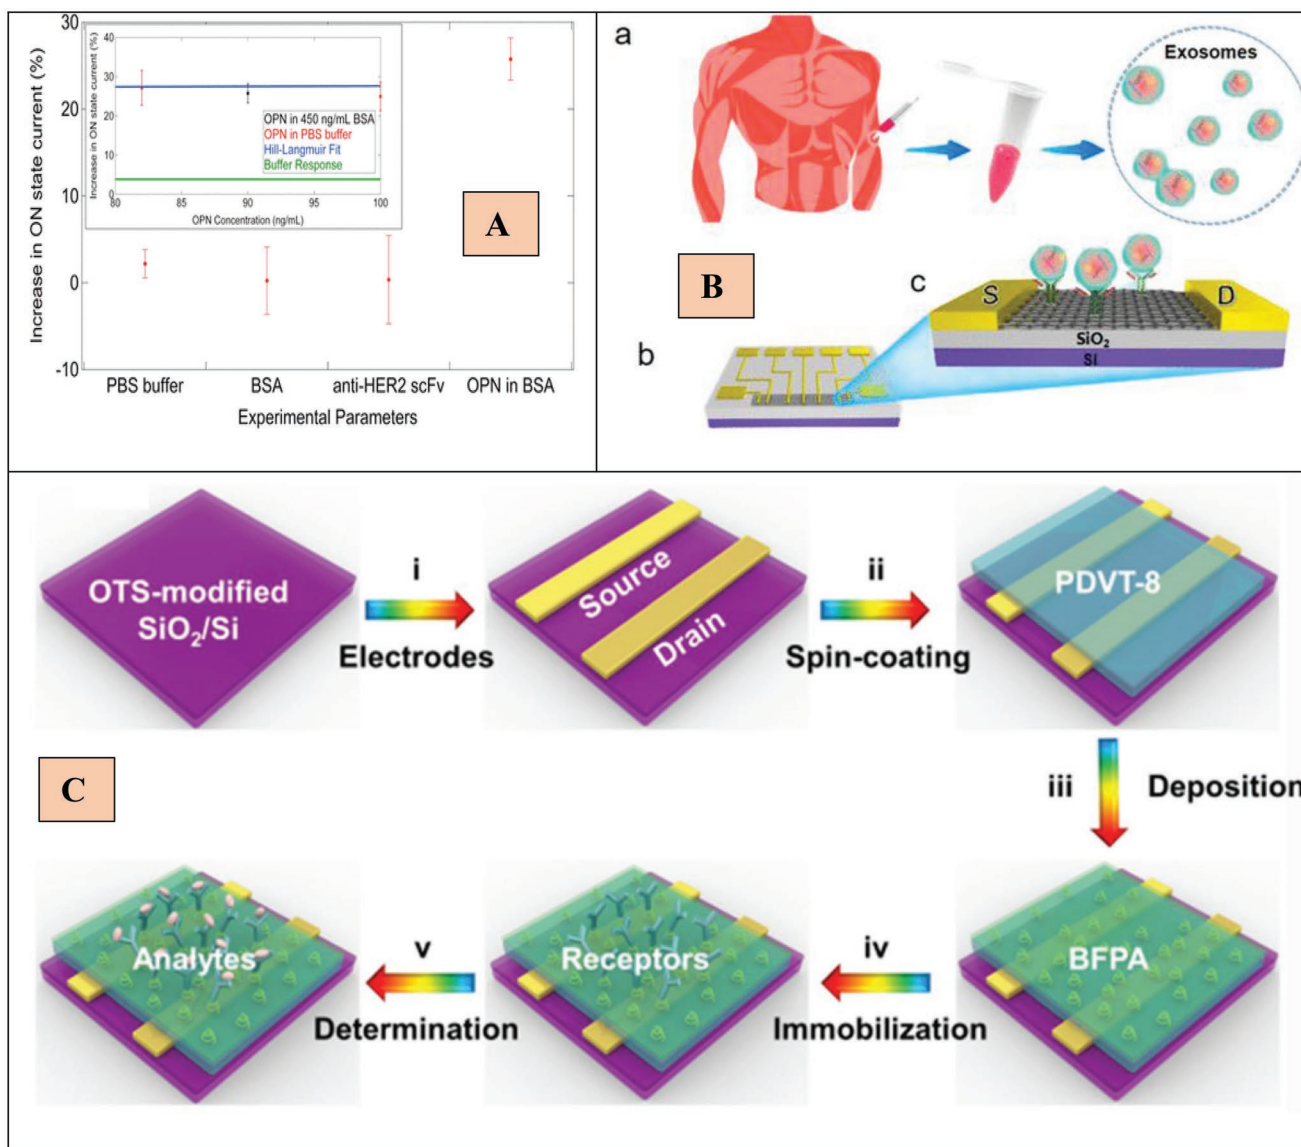 30
20
10
0
-10
Increase in ON state current (%)
40
30
20
10
0
Increase in ON state current (%)
OPN in 450 ng/mL BSA
OPN in PBS buffer
Hill-Langmuir Fit
Buffer Response
80 85 90 95 100
OPN Concentration (ng/mL)
A
PBS buffer BSA anti-HER2 scFv OPN in BSA
Experimental Parameters
a
Exosomes
B
c
S D
SiO₂
Si
b
OTS-modified
SiO₂/Si
i
Electrodes
Source
Drain
ii
Spin-coating
PDVT-8
C
iii Deposition
Analytes
v
Determination
Receptors
iv
Immobilization
BFPA